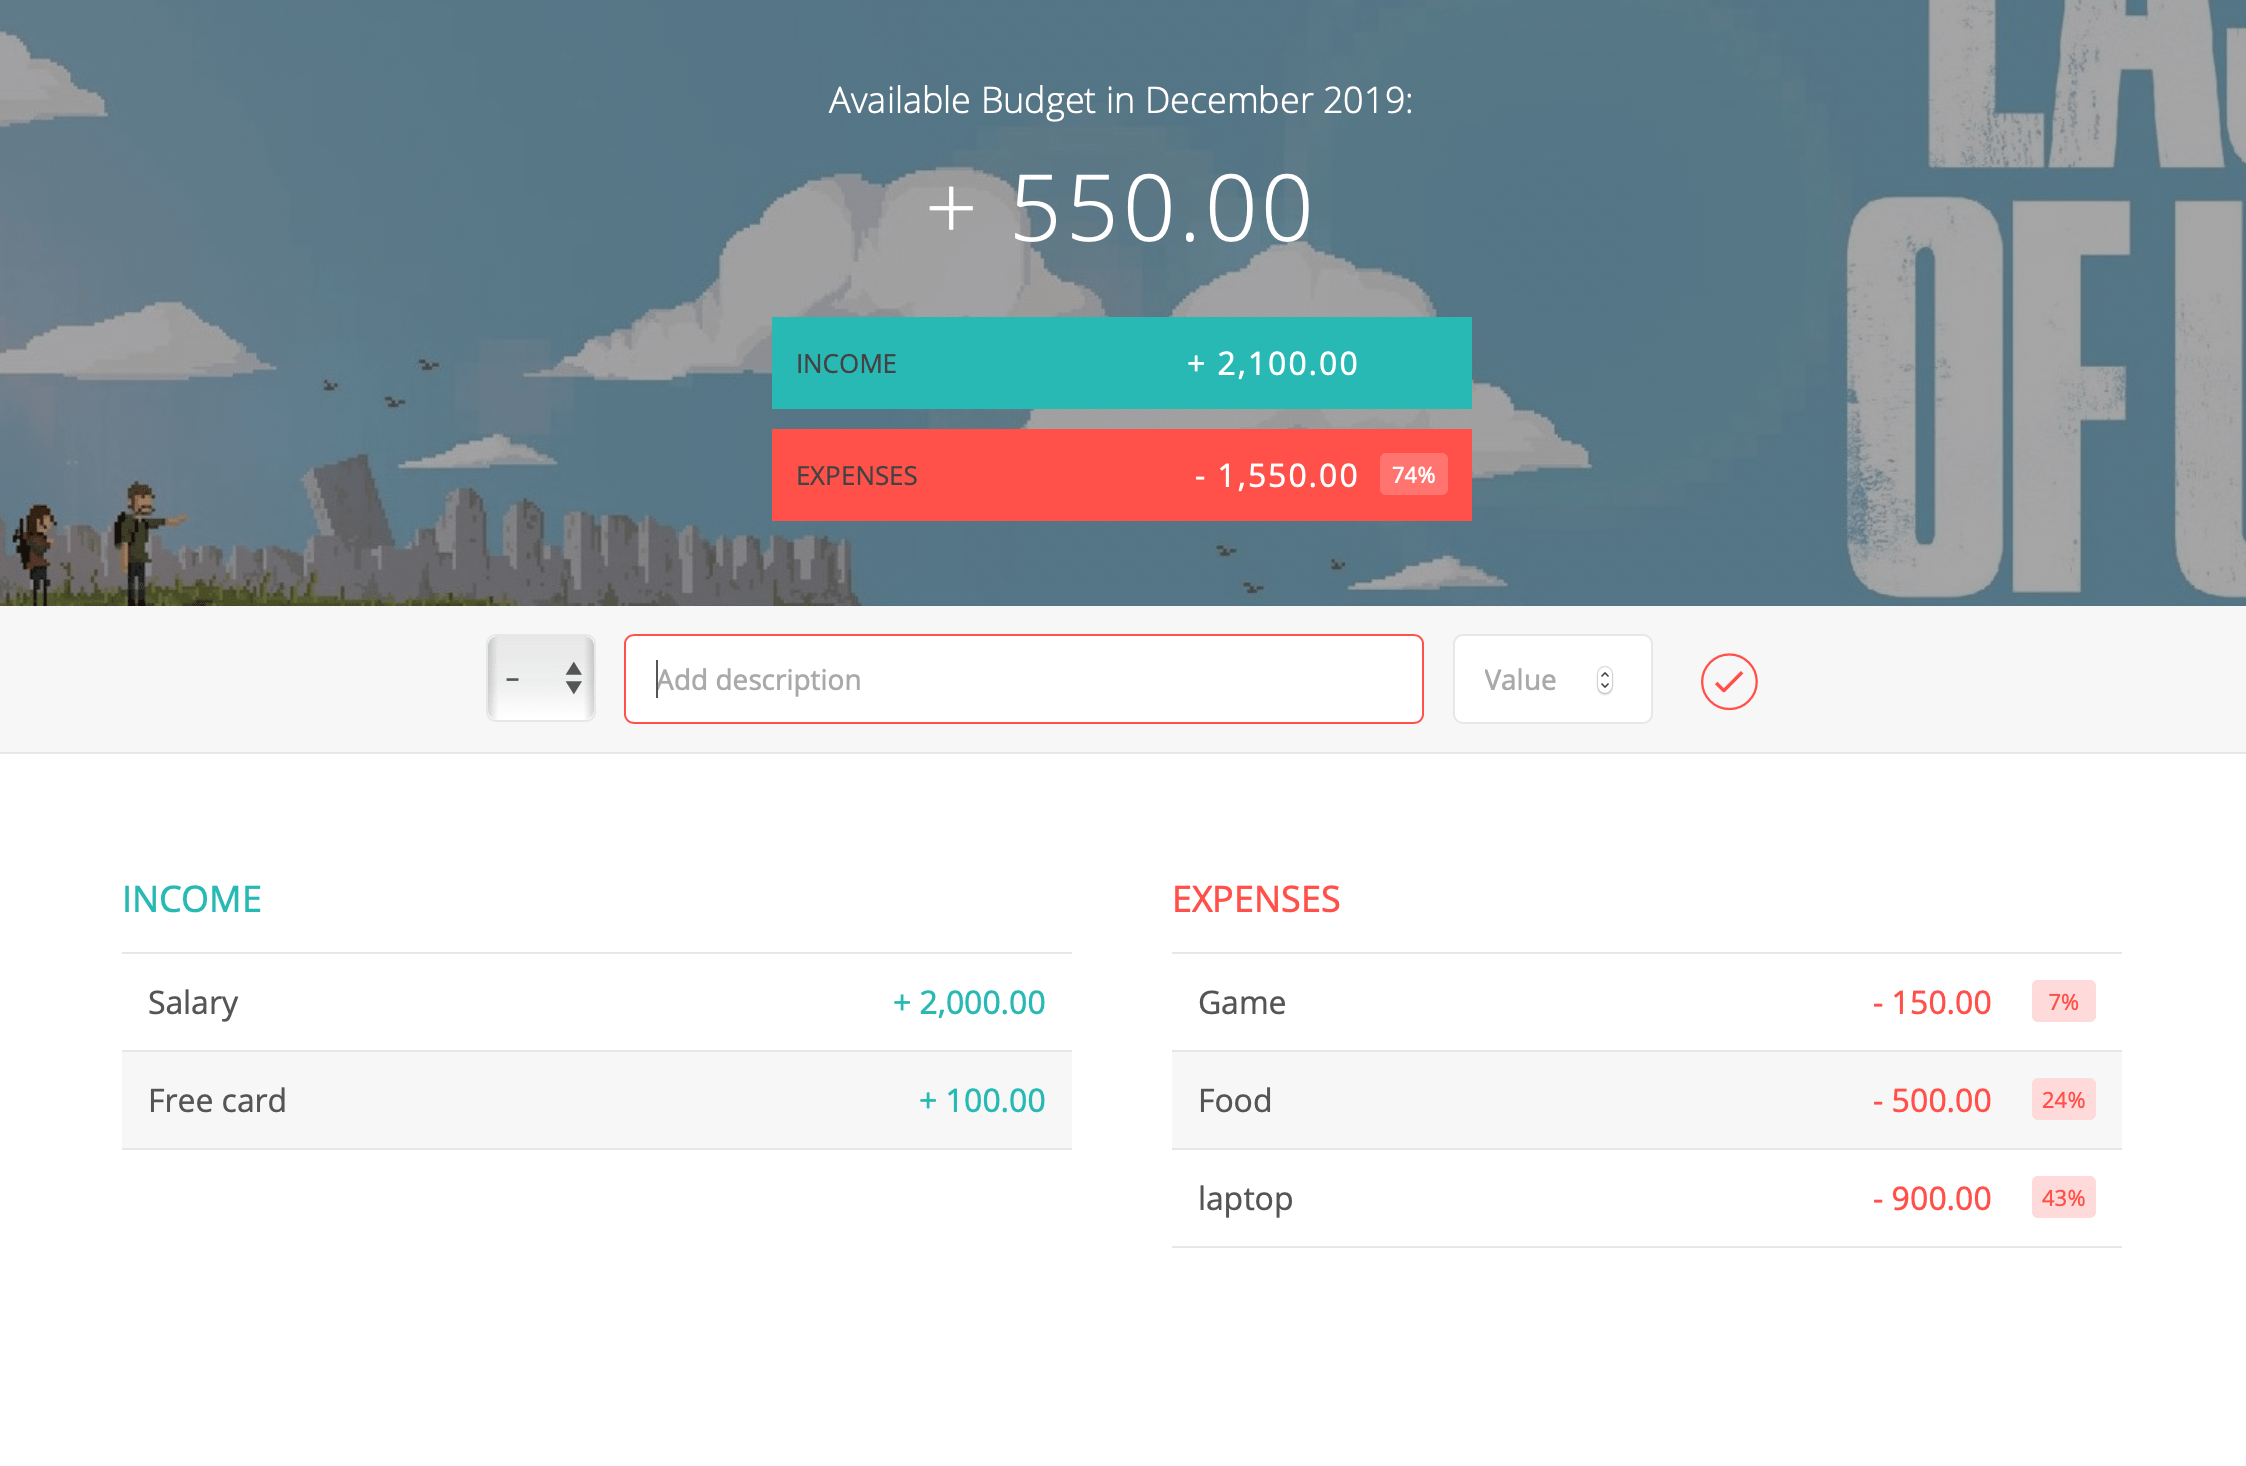 LAS
OF U
Available Budget in December 2019:
+ 550.00
INCOME + 2,100.00
EXPENSES - 1,550.00 74%
- Add description Value
INCOME
Salary + 2,000.00
Free card + 100.00
EXPENSES
Game - 150.00 7%
Food - 500.00 24%
laptop - 900.00 43%